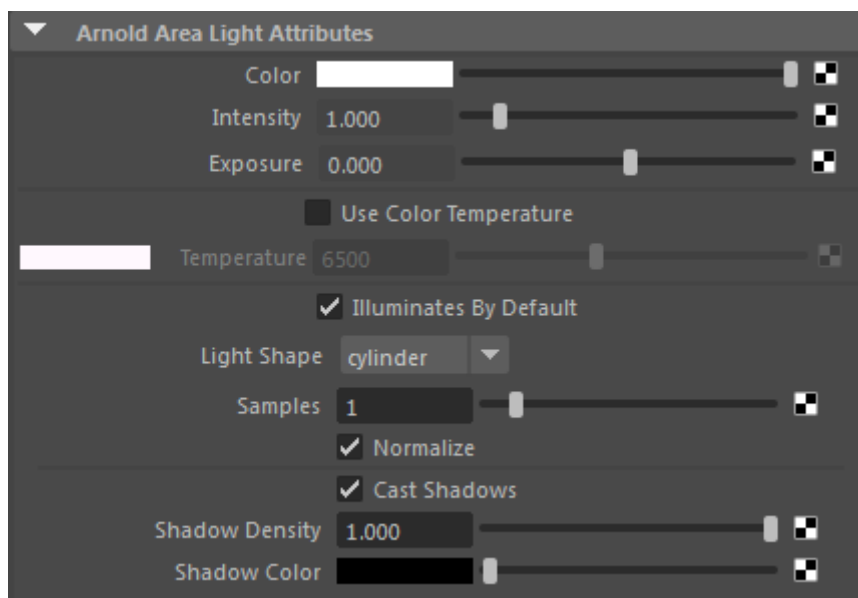 Arnold Area Light Attributes
Color
Intensity 1.000
Exposure 0.000
Use Color Temperature
Temperature 6500
Illuminates By Default
Light Shape cylinder
Samples 1
Normalize
Cast Shadows
Shadow Density 1.000
Shadow Color